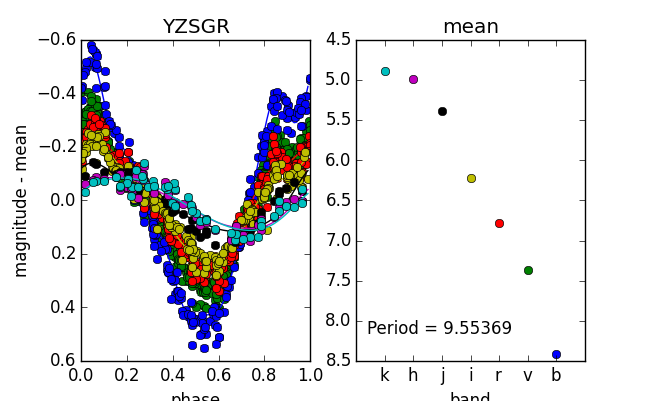 YZSGR
−0.6
−0.4
−0.2
0.0
0.2
0.4
0.6
magnitude - mean
0.0 0.2 0.4 0.6 0.8 1.0
phase
mean
4.5
5.0
5.5
6.0
6.5
7.0
7.5
8.0
8.5
Period = 9.55369
k h j i r v b
band